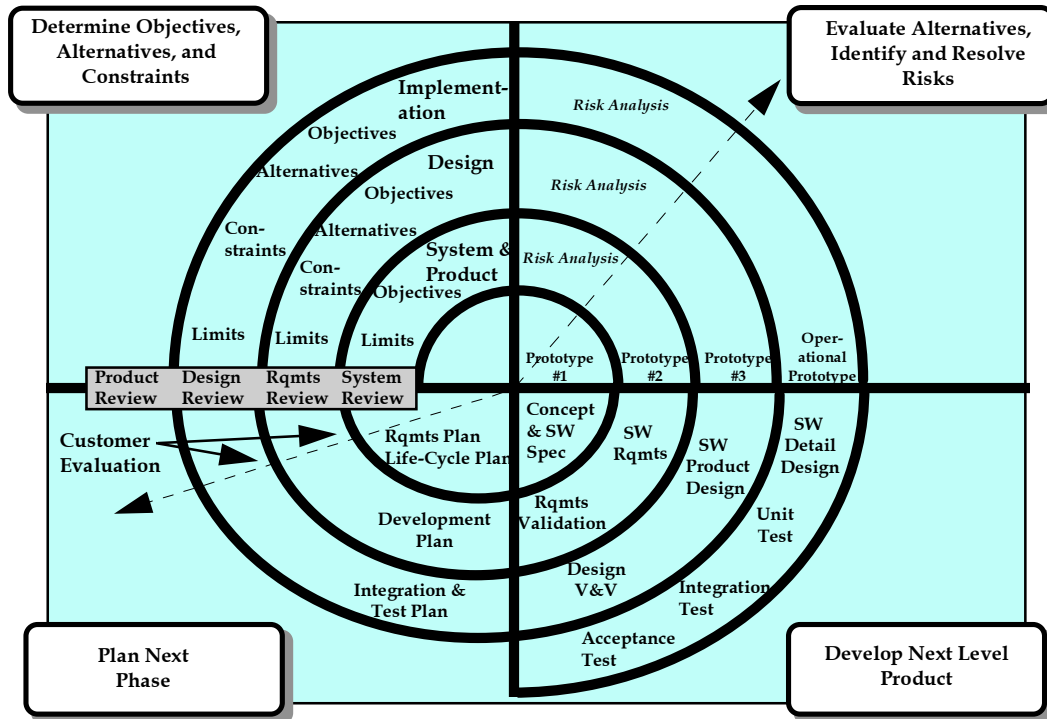 Determine Objectives,
Alternatives, and
Constraints
Evaluate Alternatives,
Identify and Resolve
Risks
Implement-
ation
Objectives
Alternatives
Con-
straints
Limits
Design
Objectives
Alternatives
Con-
straints
Limits
System &
Product
Objectives
Limits
Risk Analysis
Risk Analysis
Risk Analysis
Prototype
#1
Prototype
#2
Prototype
#3
Oper-
ational
Prototype
Product
Review
Design
Review
Rqmts
Review
System
Review
Customer
Evaluation
Rqmts Plan
Life-Cycle Plan
Development
Plan
Integration &
Test Plan
Concept
& SW
Spec
SW
Rqmts
SW
Product
Design
SW
Detail
Design
Rqmts
Validation
Design
V&V
Unit
Test
Integration
Test
Acceptance
Test
Plan Next
Phase
Develop Next Level
Product